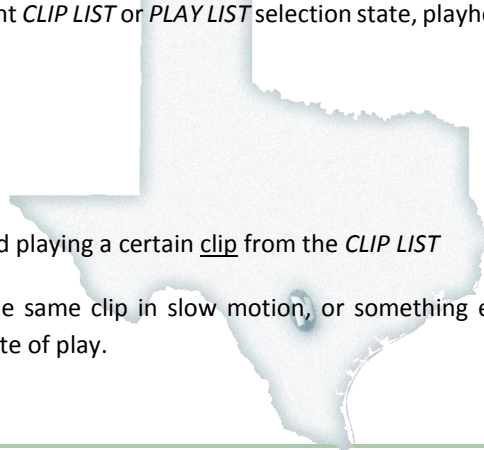 nt CLIP LIST or PLAY LIST selection state, playh
d playing a certain clip from the CLIP LIST
e same clip in slow motion, or something e
te of play.